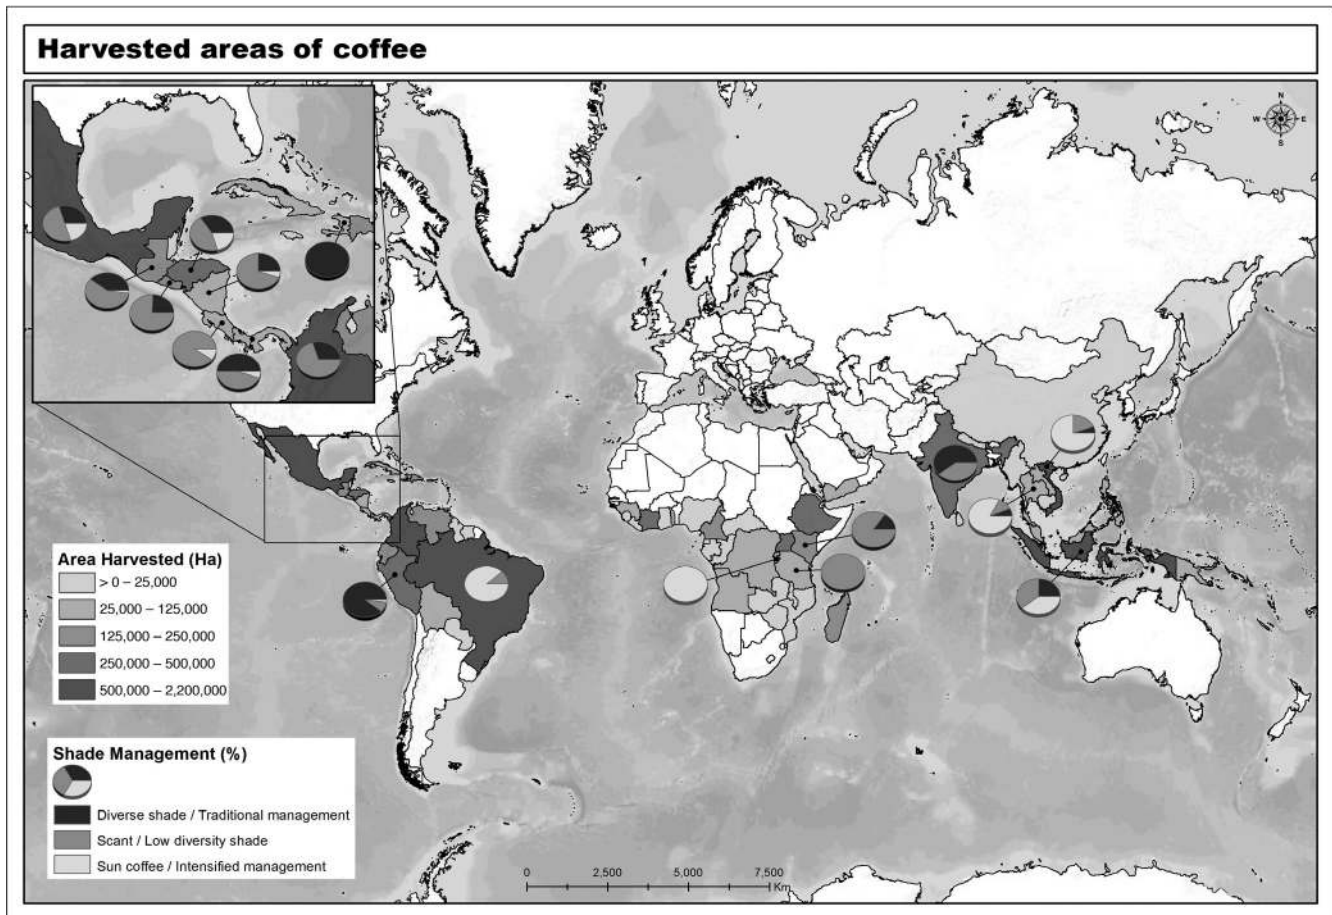 Harvested areas of coffee
N
W E
S
Area Harvested (Ha)
> 0 – 25,000
25,000 – 125,000
125,000 – 250,000
250,000 – 500,000
500,000 – 2,200,000
Shade Management (%)
Diverse shade / Traditional management
Scant / Low diversity shade
Sun coffee / Intensified management
0 2,500 5,000 7,500
Km